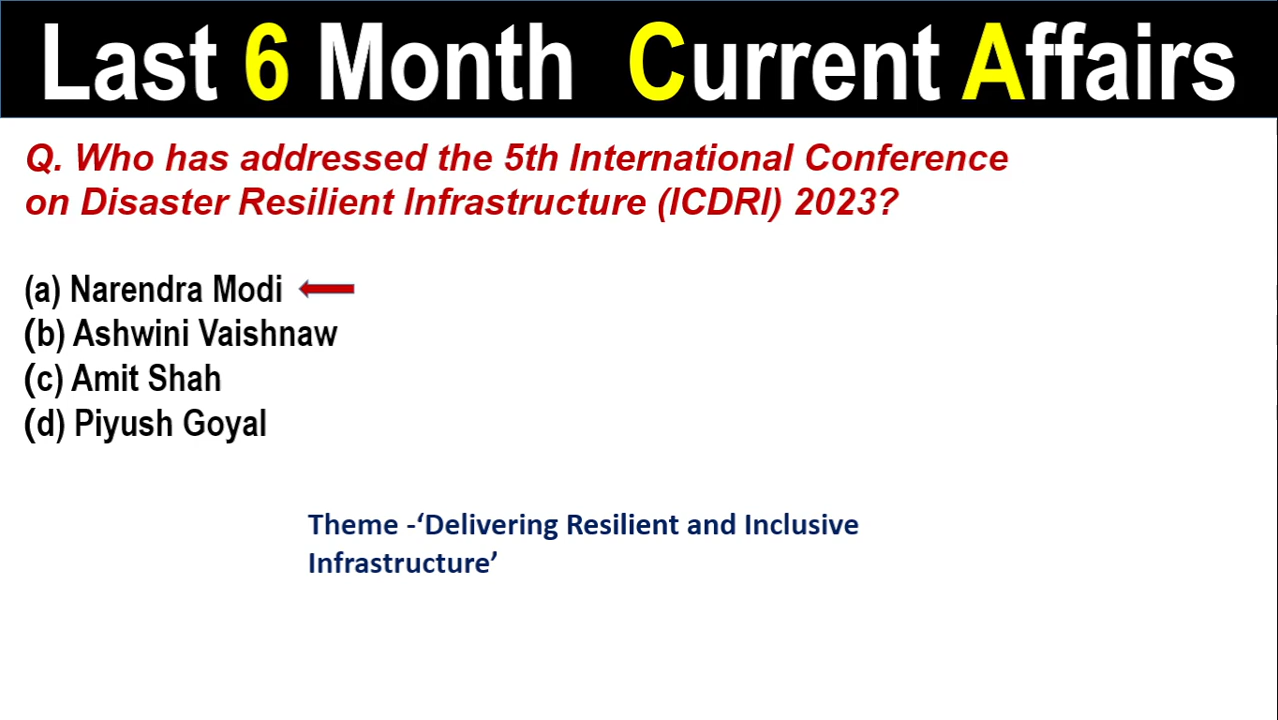 Last 6 Month Current Affairs
Q. Who has addressed the 5th International Conference
on Disaster Resilient Infrastructure (ICDRI) 2023?
(a) Narendra Modi
(b) Ashwini Vaishnaw
(c) Amit Shah
(d) Piyush Goyal
Theme -‘Delivering Resilient and Inclusive
Infrastructure’